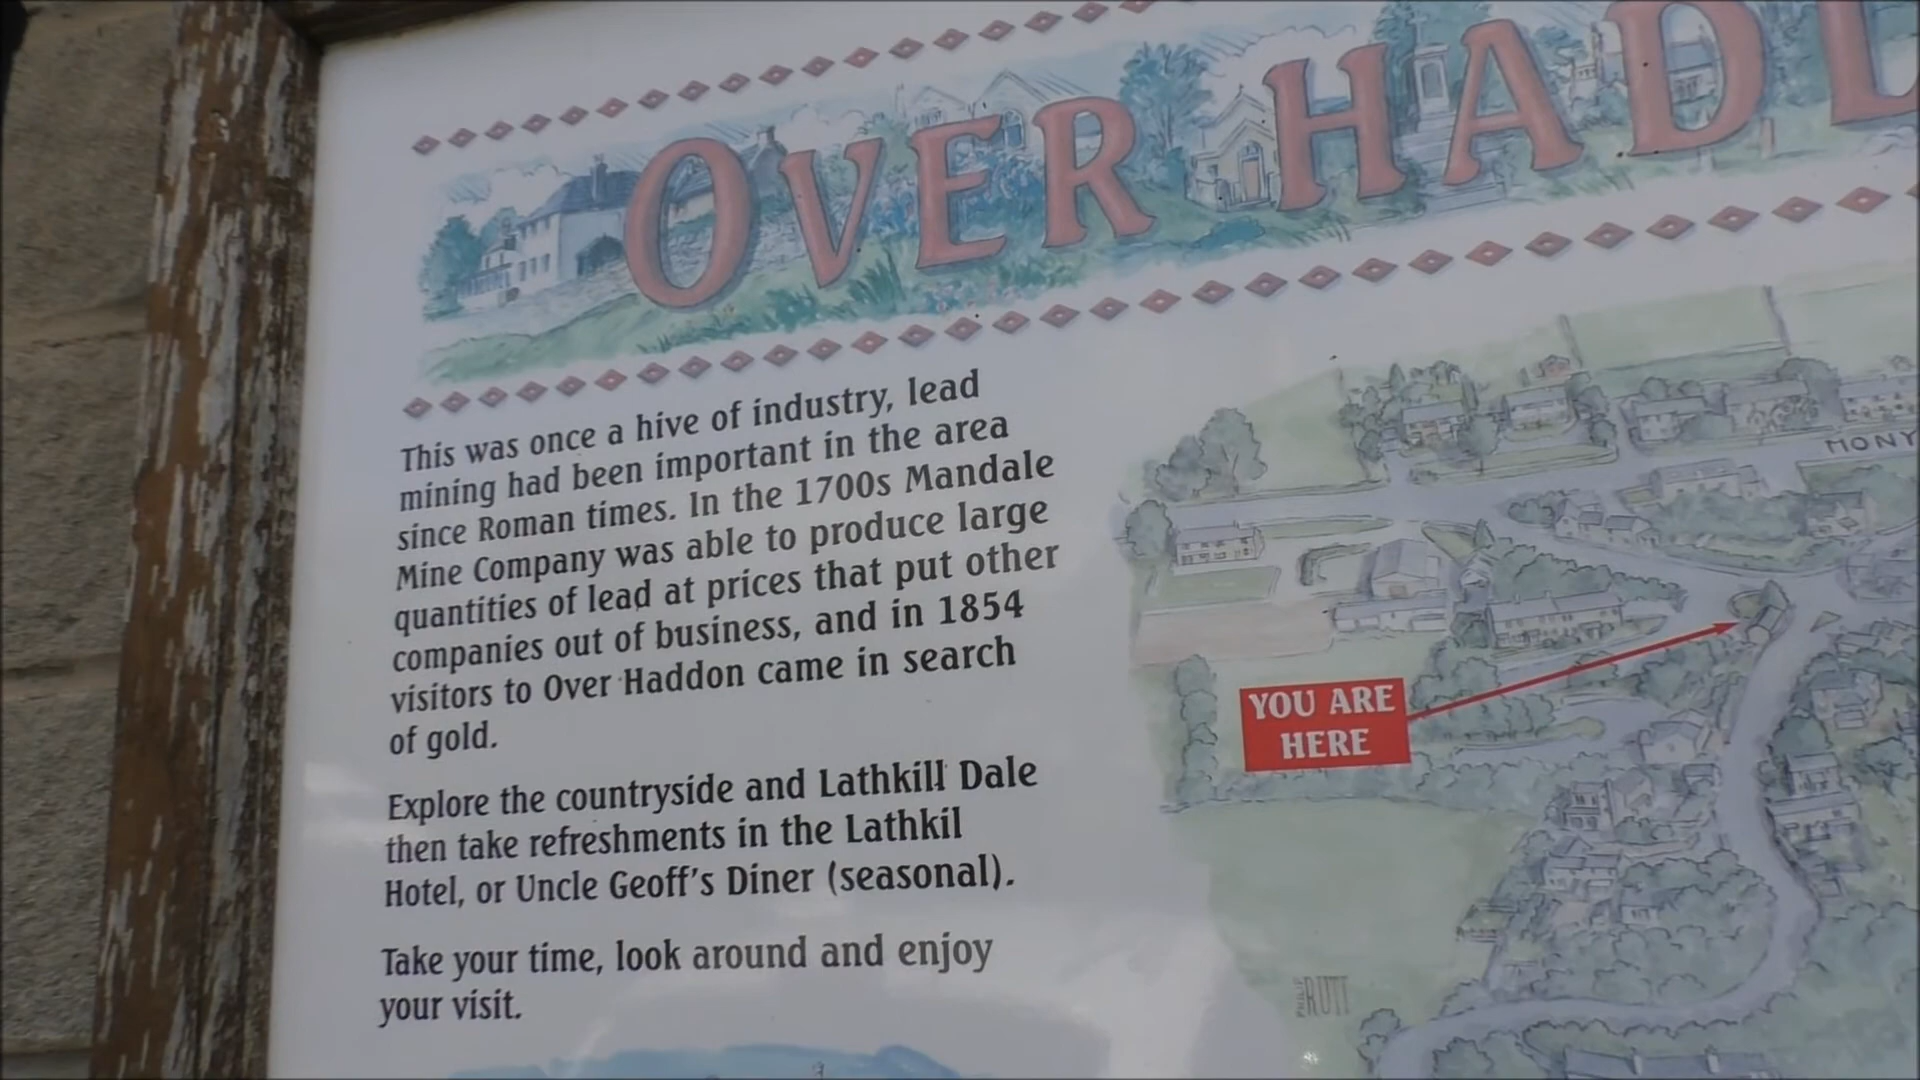 OVER HADD
This was once a hive of industry, lead
mining had been important in the area
since Roman times. In the 1700s Mandale
Mine Company was able to produce large
quantities of lead at prices that put other
companies out of business, and in 1854
visitors to Over Haddon came in search
of gold.
Explore the countryside and Lathkill Dale
then take refreshments in the Lathkil
Hotel, or Uncle Geoff's Diner (seasonal).
Take your time, look around and enjoy
your visit.
MONY
YOU ARE
HERE